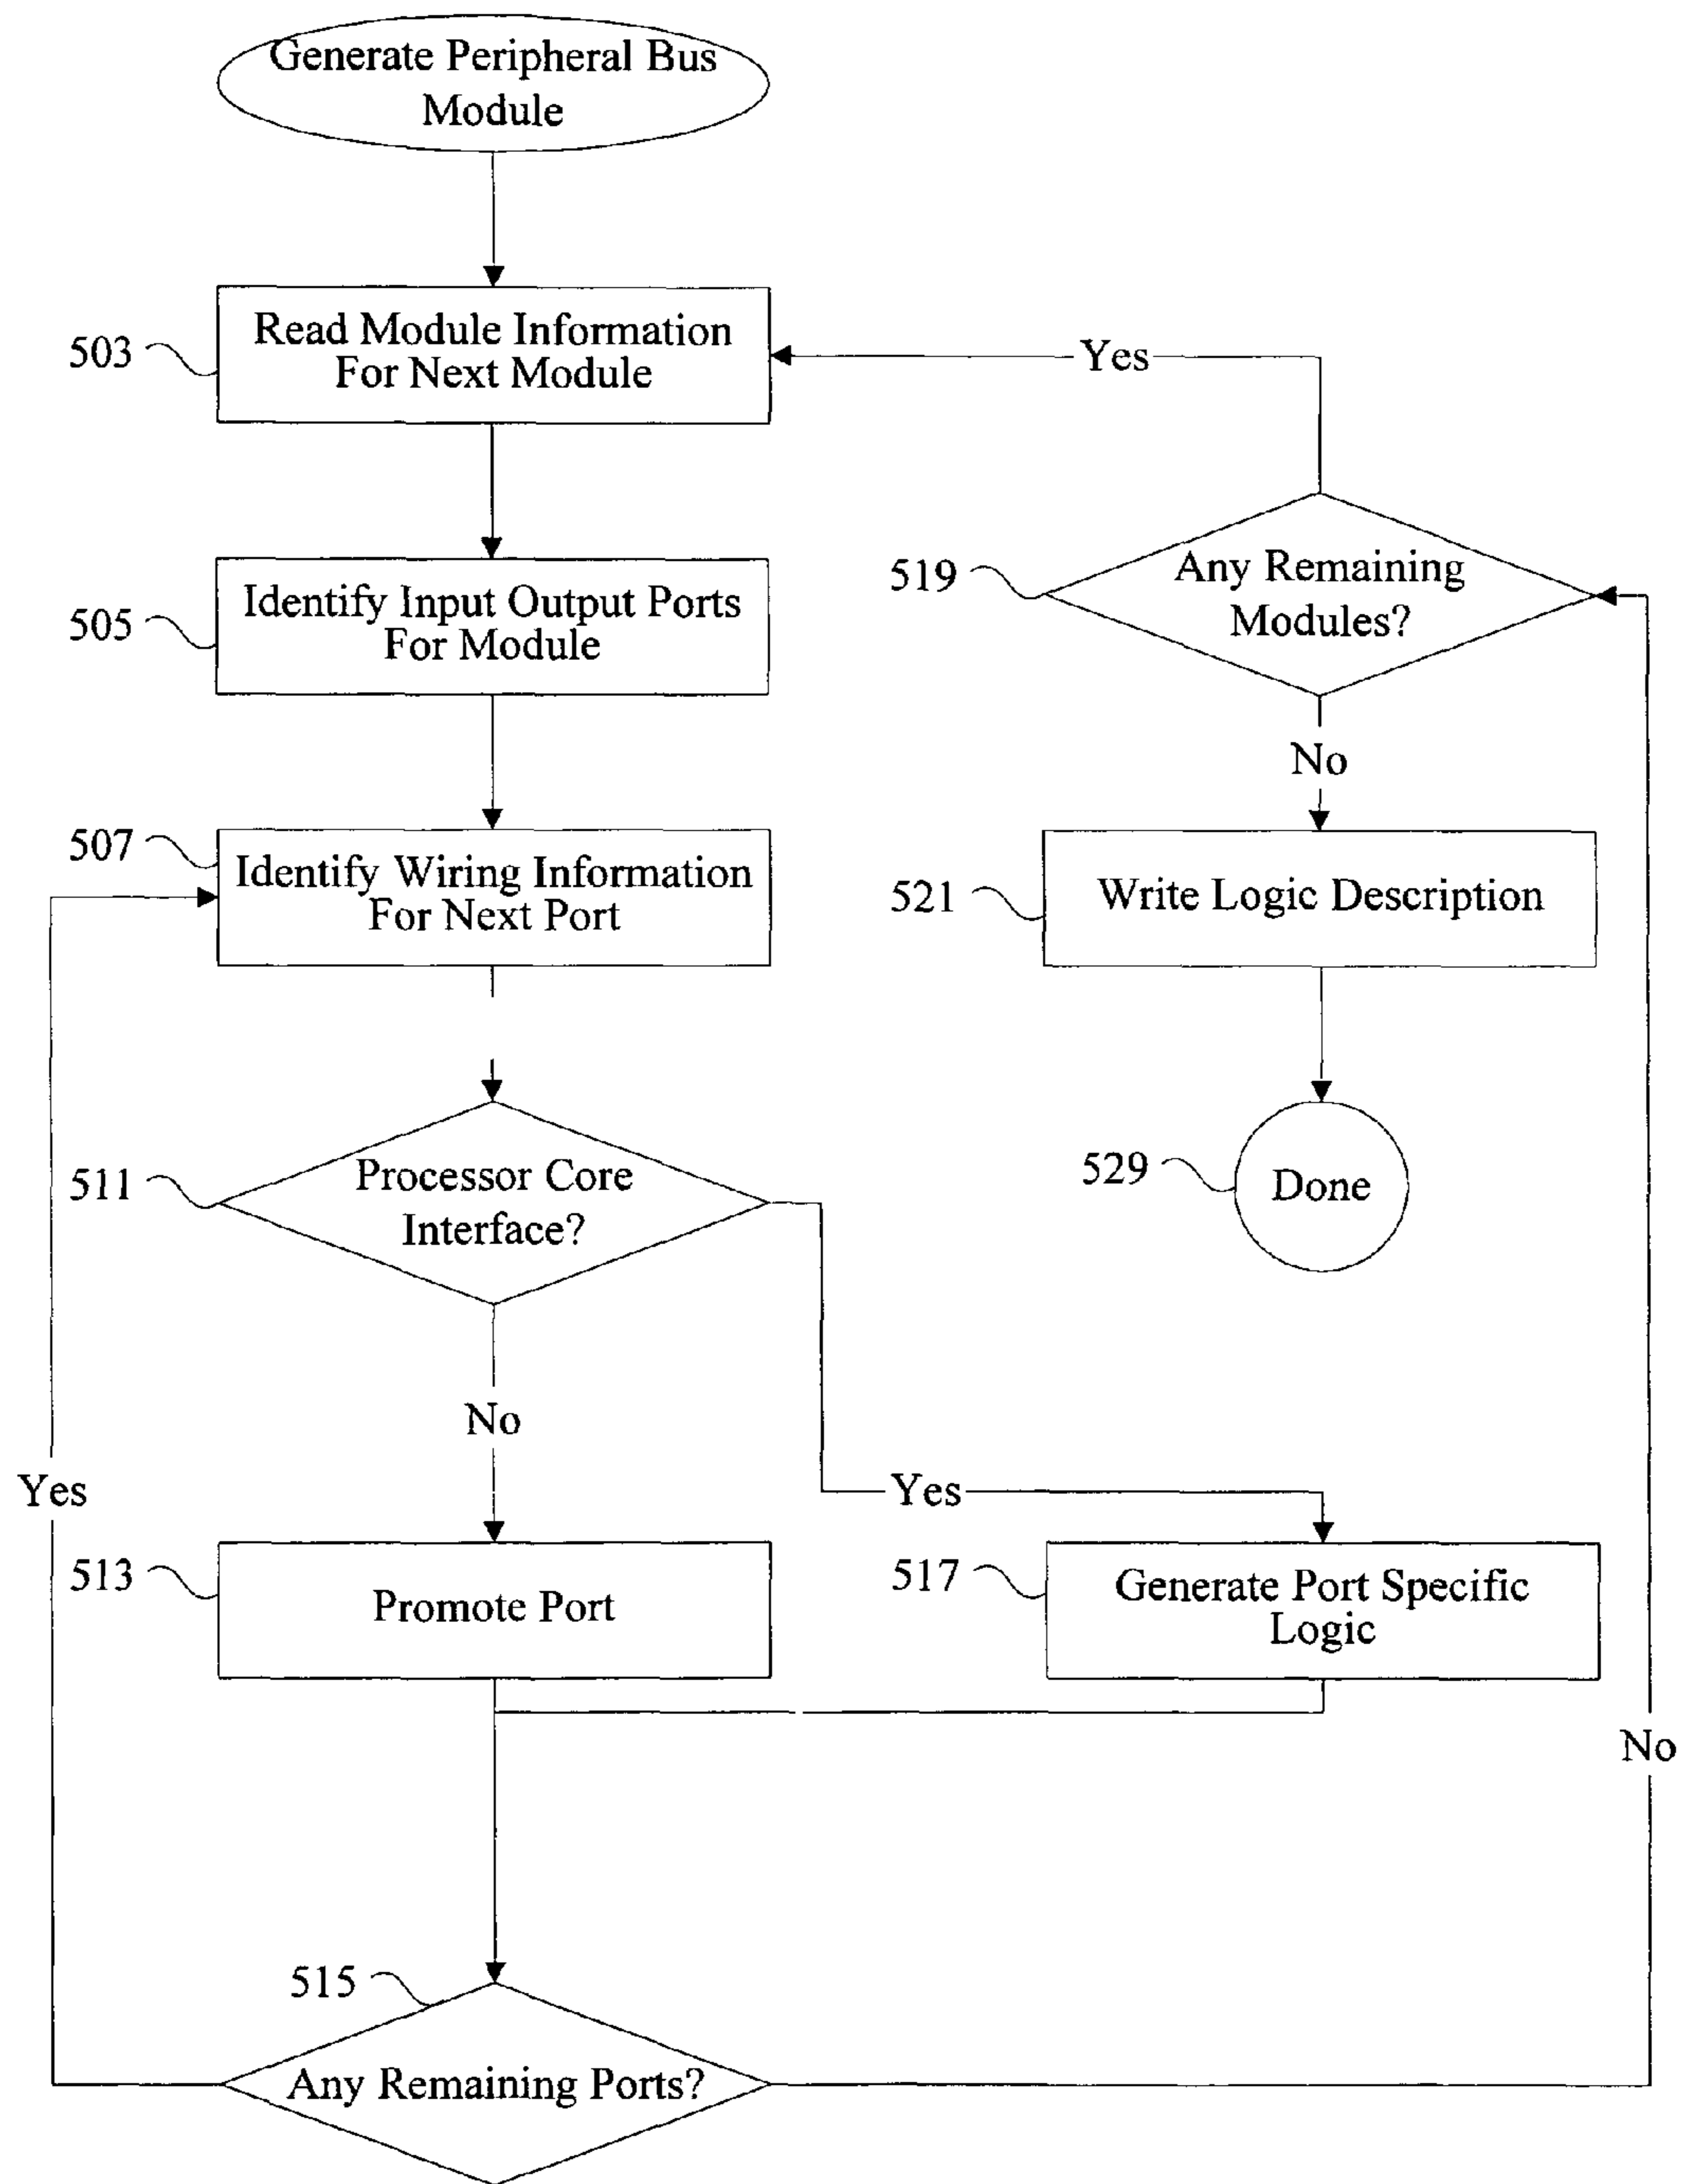 Generate Peripheral Bus
Module
503
Read Module Information
For Next Module
Yes
505
Identify Input Output Ports
For Module
519
Any Remaining
Modules?
507
Identify Wiring Information
For Next Port
No
521
Write Logic Description
511
Processor Core
Interface?
529
Done
No
Yes
Yes
513
Promote Port
517
Generate Port Specific
Logic
No
515
Any Remaining Ports?